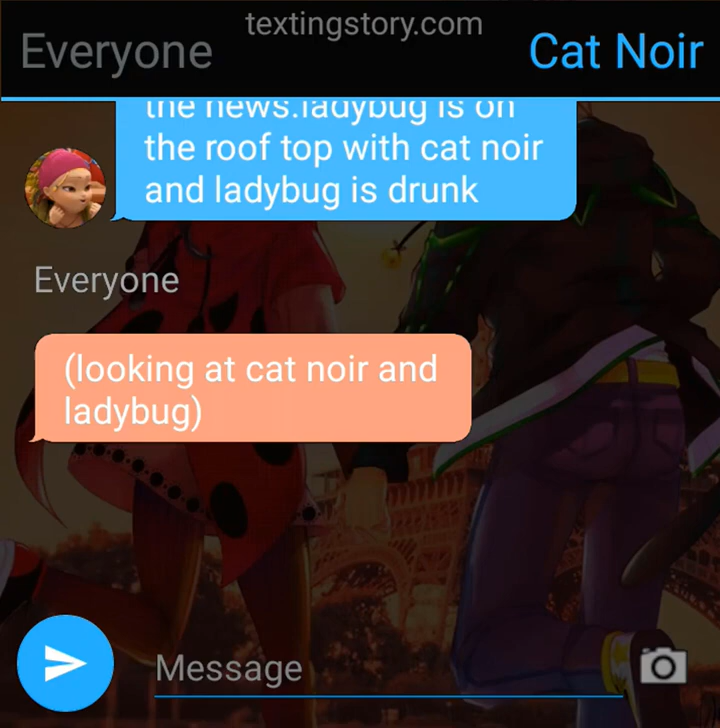 textingstory.com
Everyone
Cat Noir
the news.ladybug is on
the roof top with cat noir
and ladybug is drunk
Everyone
(looking at cat noir and
ladybug)
Message